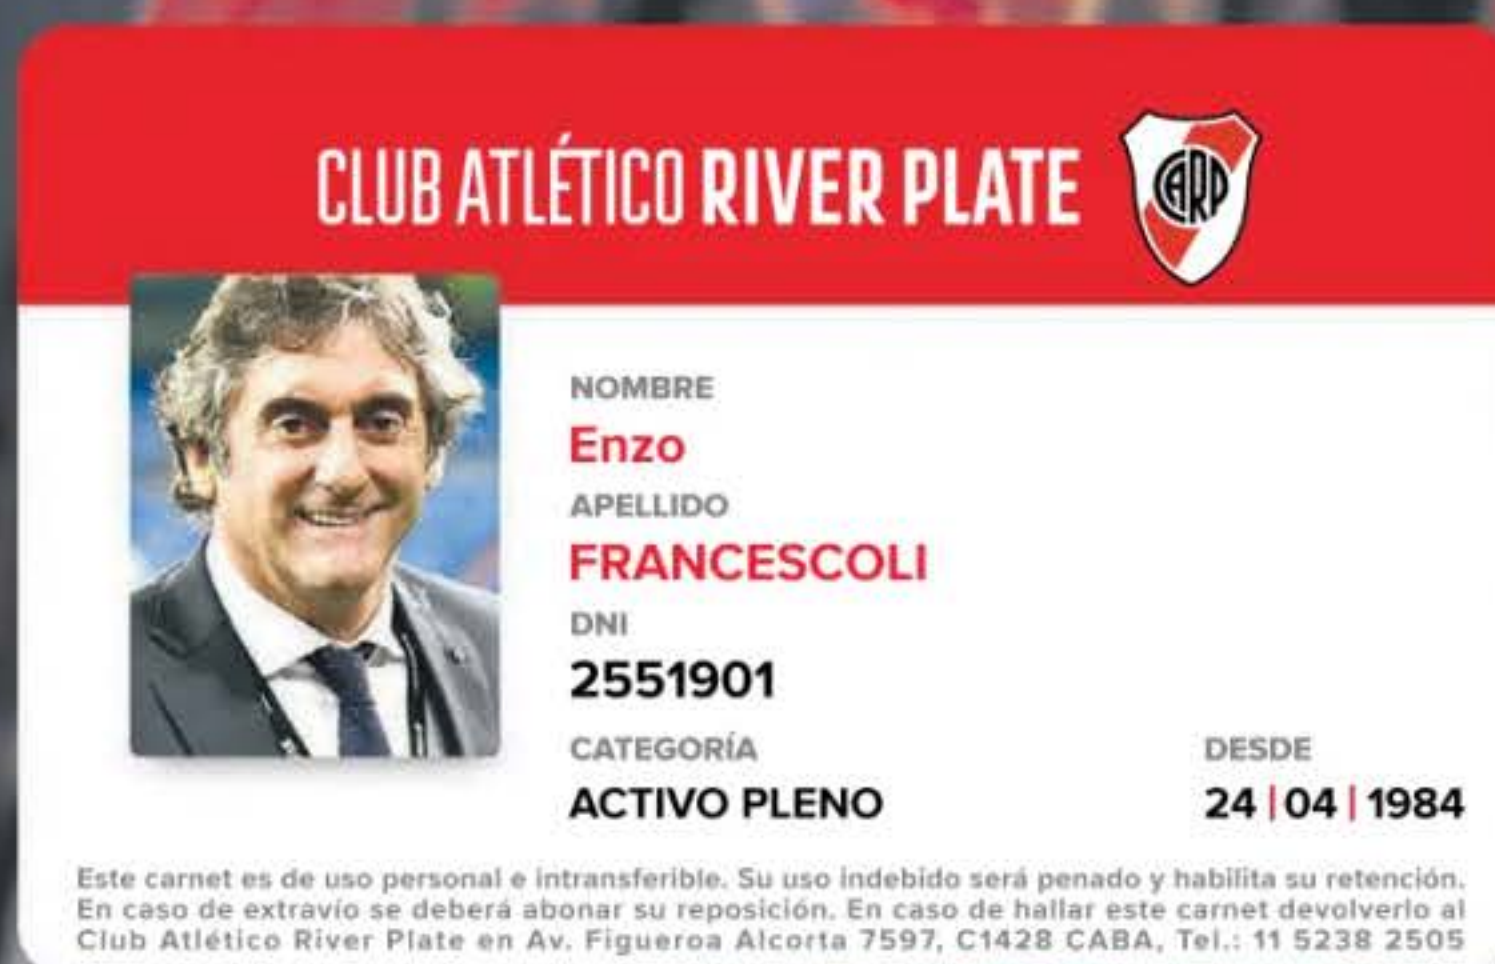 CLUB ATLÉTICO RIVER PLATE
CARP
NOMBRE
Enzo
APELLIDO
FRANCESCOLI
DNI
2551901
CATEGORÍA
ACTIVO PLENO
DESDE
24 | 04 | 1984
Este carnet es de uso personal e intransferible. Su uso indebido será penado y habilita su retención.
En caso de extravío se deberá abonar su reposición. En caso de hallar este carnet devolverlo al
Club Atlético River Plate en Av. Figueroa Alcorta 7597, C1428 CABA, Tel.: 11 5238 2505